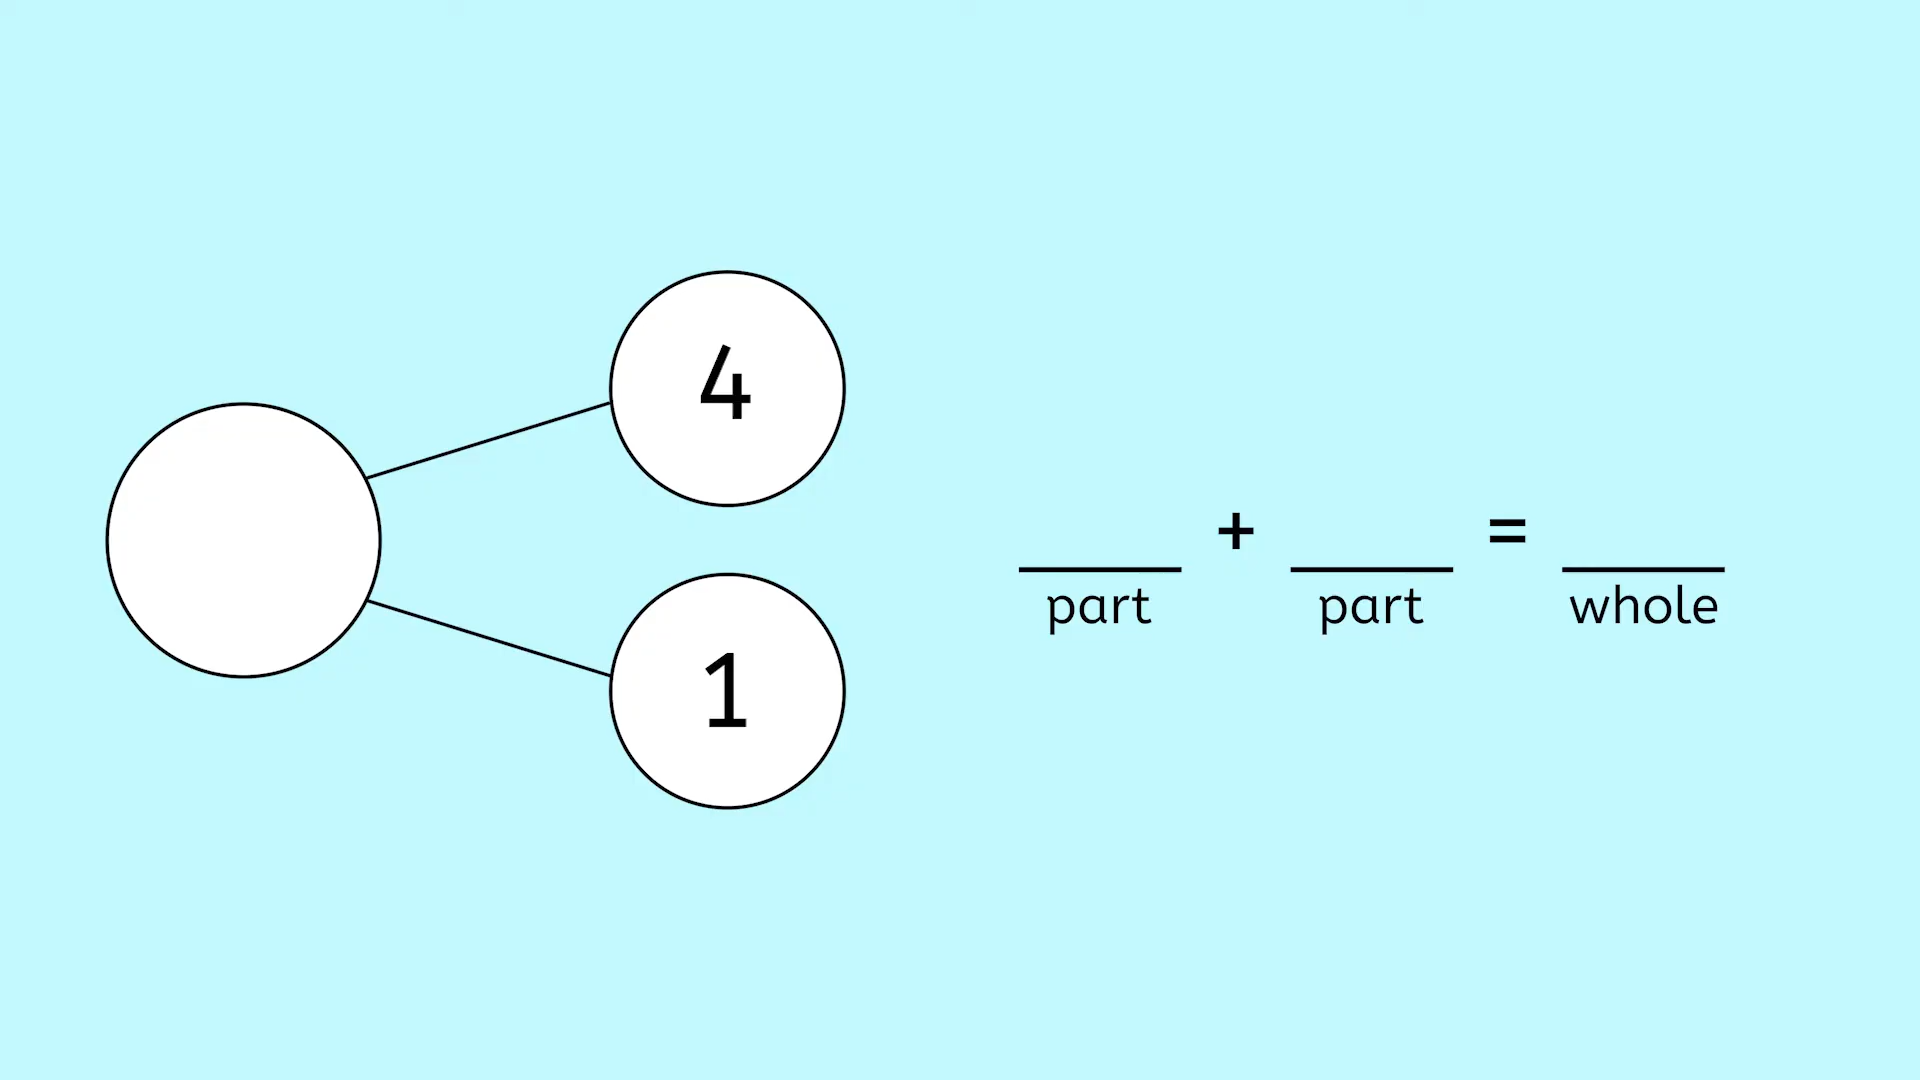 4
1
+ =
part part whole